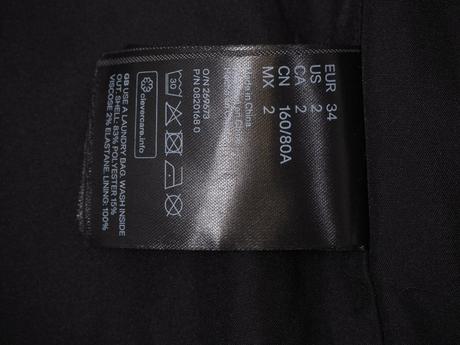 EUR 34
US 2
CA 2
CN 160/80A
MX 2
Made in China
O/N 269673
P/N 0820168 0
30
clevercare.info
GB USE A LAUNDRY BAG. WASH INSIDE
OUT. SHELL: 83% POLYESTER 15%
VISCOSE 2% ELASTANE. LINING: 100%